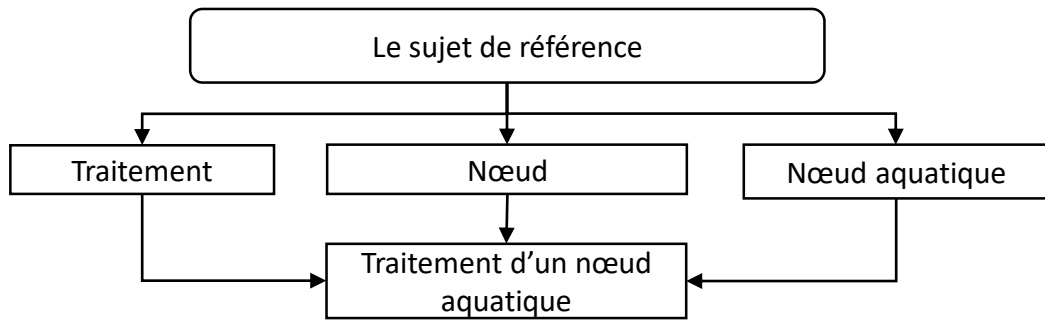 Le sujet de référence
Traitement
Nœud
Nœud aquatique
Traitement d’un nœud
aquatique